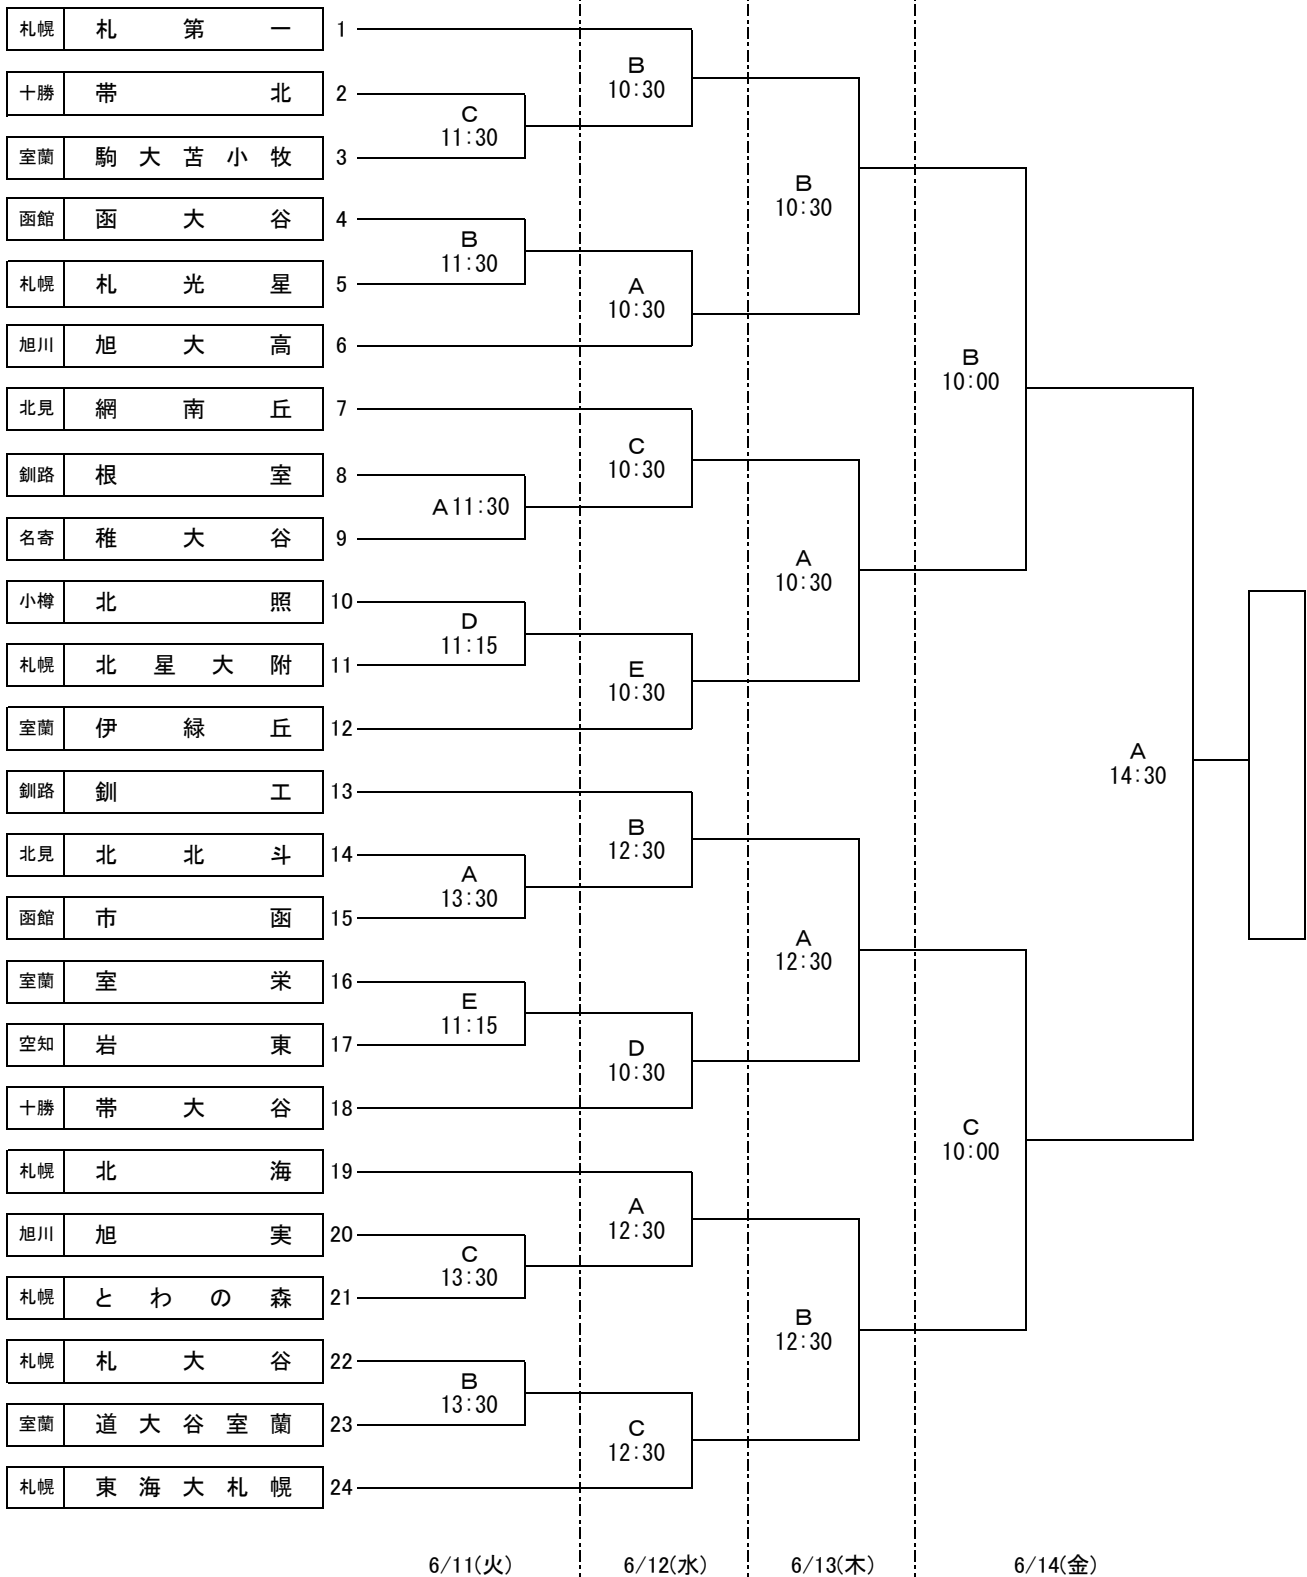 札幌 札第一 1
B
10:30
十勝 帯北 2
C
11:30
室蘭 駒大苫小牧 3
B
10:30
函館 函大谷 4
B
11:30
札幌 札光星 5
A
10:30
旭川 旭大高 6
B
10:00
北見 網南丘 7
C
10:30
釧路 根室 8
A 11:30
名寄 稚大谷 9
A
10:30
小樽 北照 10
D
11:15
札幌 北星大附 11
E
10:30
室蘭 伊緑丘 12
A
14:30
釧路 釧工 13
B
12:30
北見 北北斗 14
A
13:30
函館 市函 15
A
12:30
室蘭 室栄 16
E
11:15
空知 岩東 17
D
10:30
十勝 帯大谷 18
C
10:00
札幌 北海 19
A
12:30
旭川 旭実 20
C
13:30
札幌 とわの森 21
B
12:30
札幌 札大谷 22
B
13:30
室蘭 道大谷室蘭 23
C
12:30
札幌 東海大札幌 24
6/11(火) 6/12(水) 6/13(木) 6/14(金)